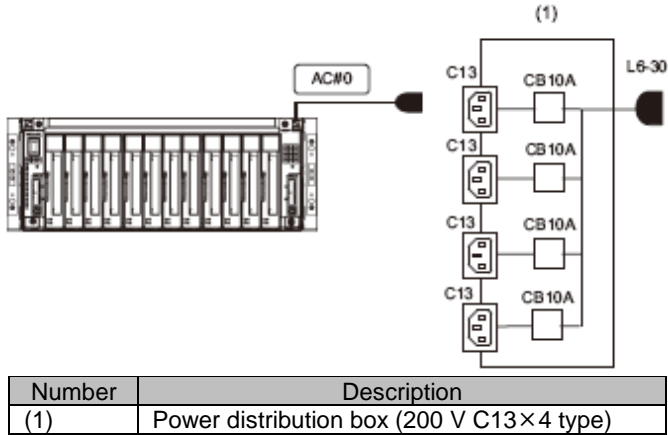 (1)
AC#0
C13
CB10A
L6-30
C13
CB10A
C13
CB10A
C13
CB10A
Number Description
(1) Power distribution box (200 V C13×4 type)